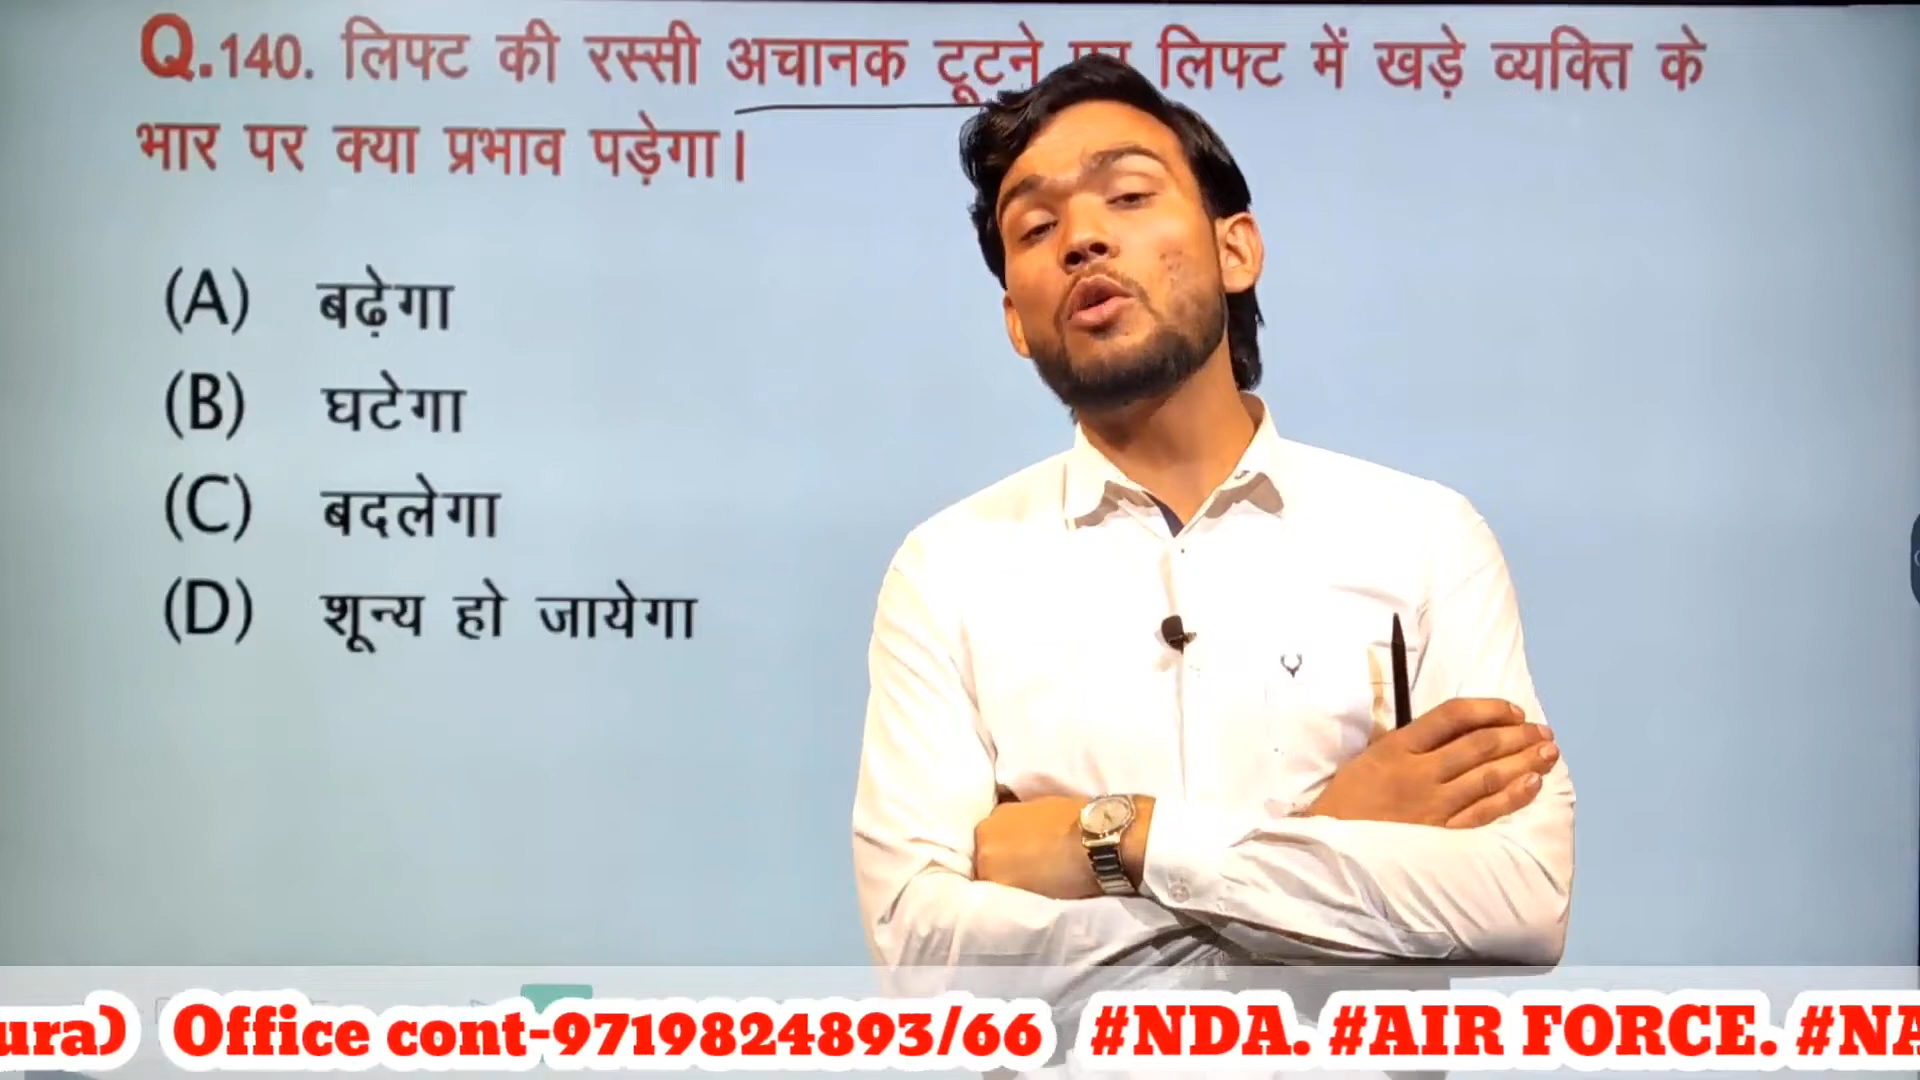 Q.140. लिफ्ट की रस्सी अचानक टूटने लिफ्ट में खड़े व्यक्ति के
भार पर क्या प्रभाव पड़ेगा।
(A) बढ़ेगा
(B) घटेगा
(C) बदलेगा
(D) शून्य हो जायेगा
ura) Office cont-9719824893/66 #NDA. #AIR FORCE. #NA